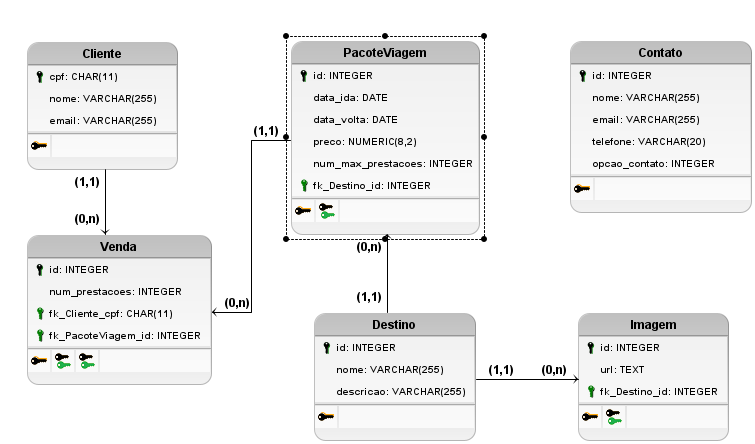 Cliente
cpf: CHAR(11)
nome: VARCHAR(255)
email: VARCHAR(255)
PacoteViagem
id: INTEGER
data_ida: DATE
data_volta: DATE
preco: NUMERIC(8,2)
num_max_prestacoes: INTEGER
fk_Destino_id: INTEGER
Contato
id: INTEGER
nome: VARCHAR(255)
email: VARCHAR(255)
telefone: VARCHAR(20)
opcao_contato: INTEGER
(1,1)
(1,1)
(0,n)
Venda
id: INTEGER
num_prestacoes: INTEGER
fk_Cliente_cpf: CHAR(11)
fk_PacoteViagem_id: INTEGER
(0,n)
(0,n)
(1,1)
Destino
id: INTEGER
nome: VARCHAR(255)
descricao: VARCHAR(255)
(1,1)
(0,n)
Imagem
id: INTEGER
url: TEXT
fk_Destino_id: INTEGER